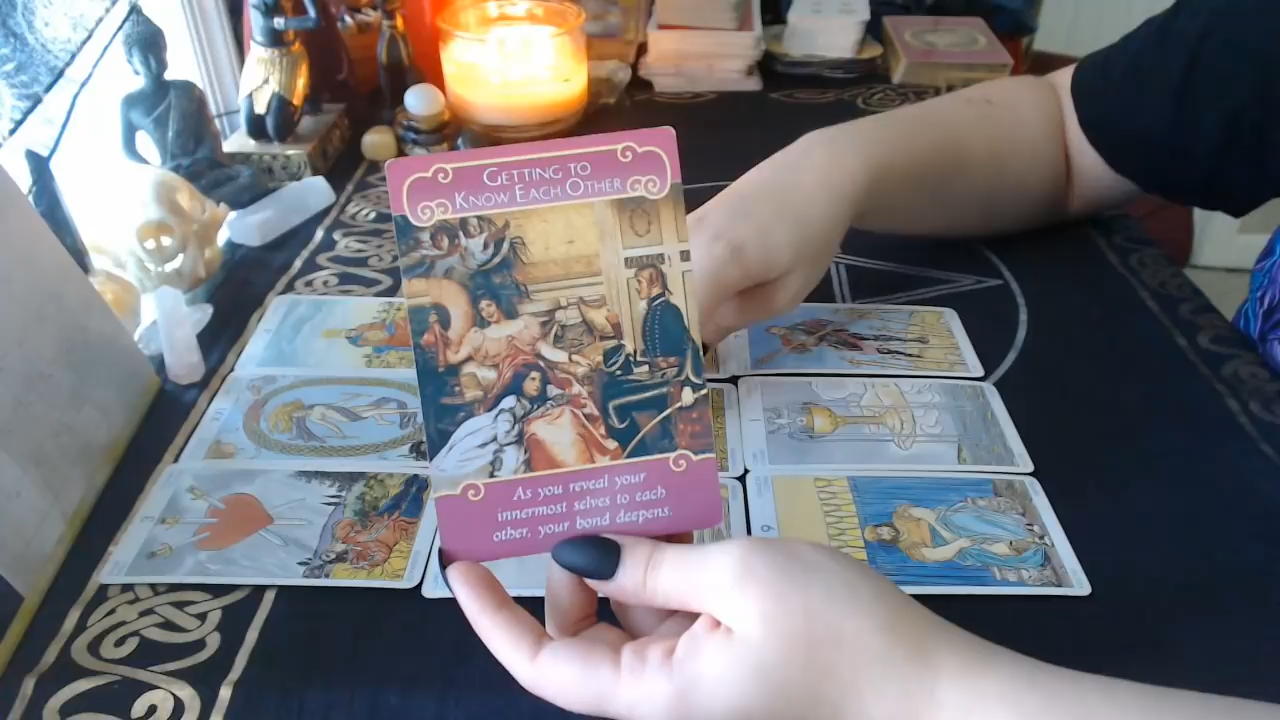 GETTING TO
KNOW EACH OTHER
As you reveal your
innermost selves to each
other, your bond deepens.